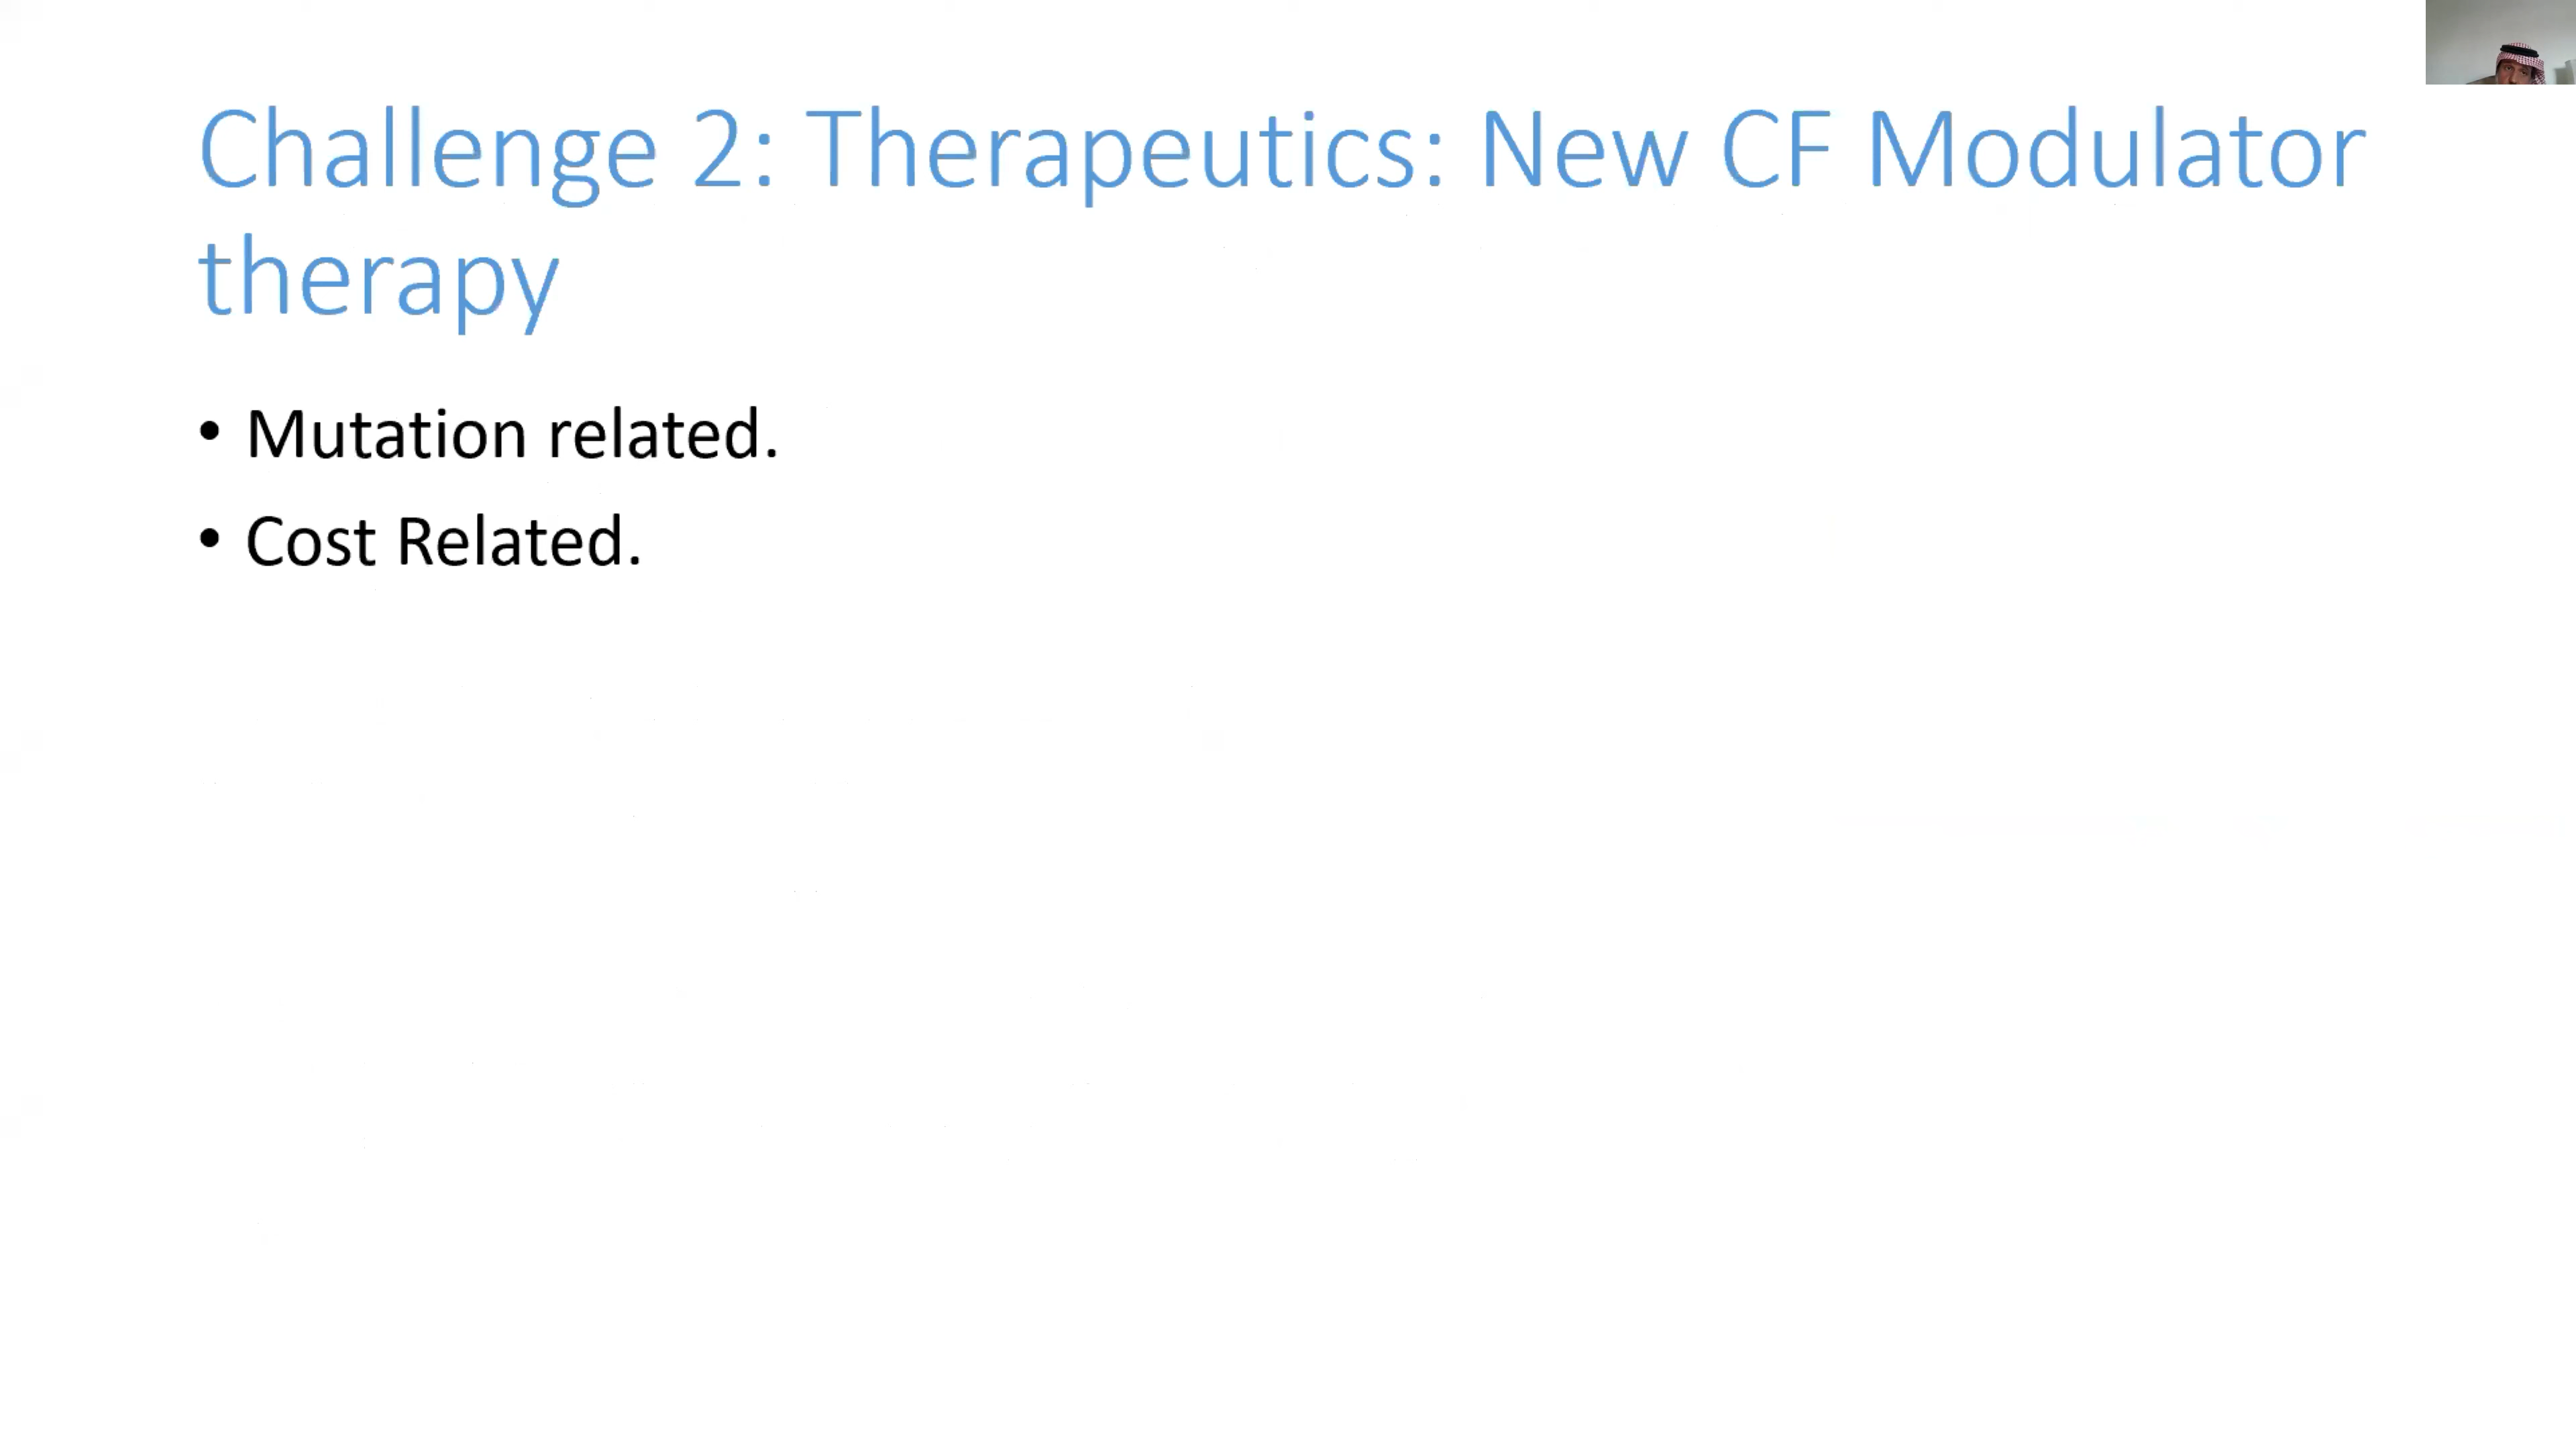 Challenge 2: Therapeutics: New CF Modulator
therapy
• Mutation related.
• Cost Related.